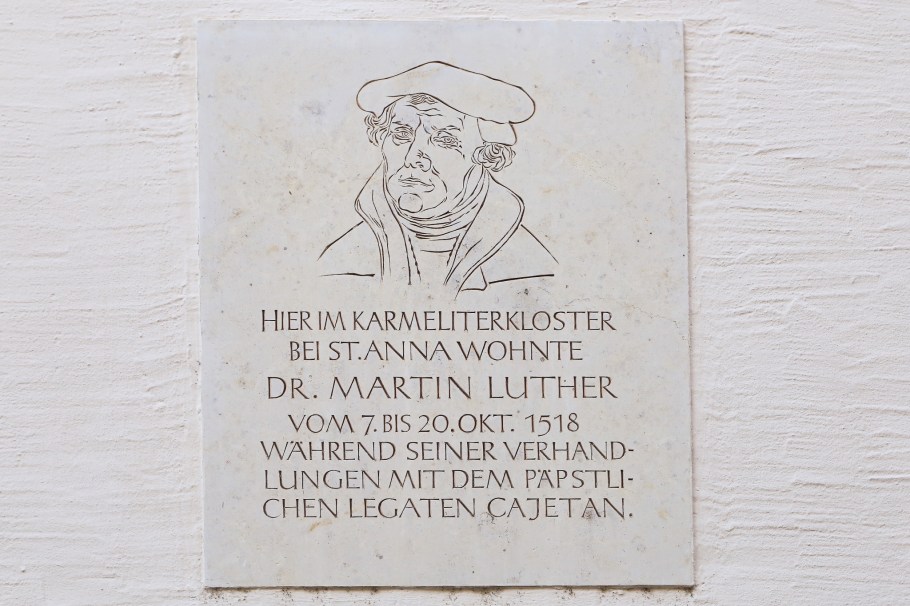 HIER IM KARMELITERKLOSTER
BEI ST. ANNA WOHNTE
DR. MARTIN LUTHER
VOM 7. BIS 20. OKT. 1518
WÄHREND SEINER VERHAND-
LUNGEN MIT DEM PÄPSTLI-
CHEN LEGATEN CAJETAN.